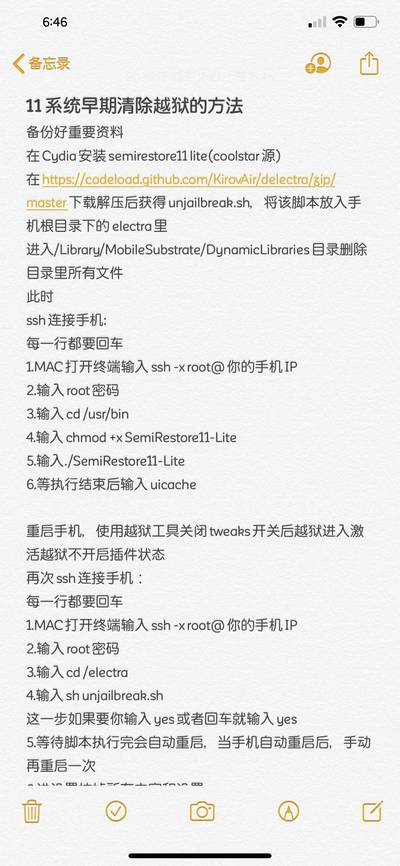 6:46
备忘录
11 系统早期清除越狱的方法
备份好重要资料
在 Cydia 安装 semirestore11 lite(coolstar 源)
在 https://codeload.github.com/KirovAir/delectra/zip/
master 下载解压后获得 unjailbreak.sh, 将该脚本放入手
机根目录下的 electra 里
进入/Library/MobileSubstrate/DynamicLibraries 目录删除
目录里所有文件
此时
ssh 连接手机:
每一行都要回车
1.MAC 打开终端输入 ssh -x root@ 你的手机 IP
2.输入 root 密码
3.输入 cd /usr/bin
4.输入 chmod +x SemiRestore11-Lite
5.输入./SemiRestore11-Lite
6.等执行结束后输入 uicache
重启手机, 使用越狱工具关闭 tweaks 开关后越狱进入激
活越狱不开启插件状态
再次 ssh 连接手机：
每一行都要回车
1.MAC 打开终端输入 ssh -x root@ 你的手机 IP
2.输入 root 密码
3.输入 cd /electra
4.输入 sh unjailbreak.sh
这一步如果要你输入 yes 或者回车就输入 yes
5.等待脚本执行完会自动重启, 当手机自动重启后, 手动
再重启一次